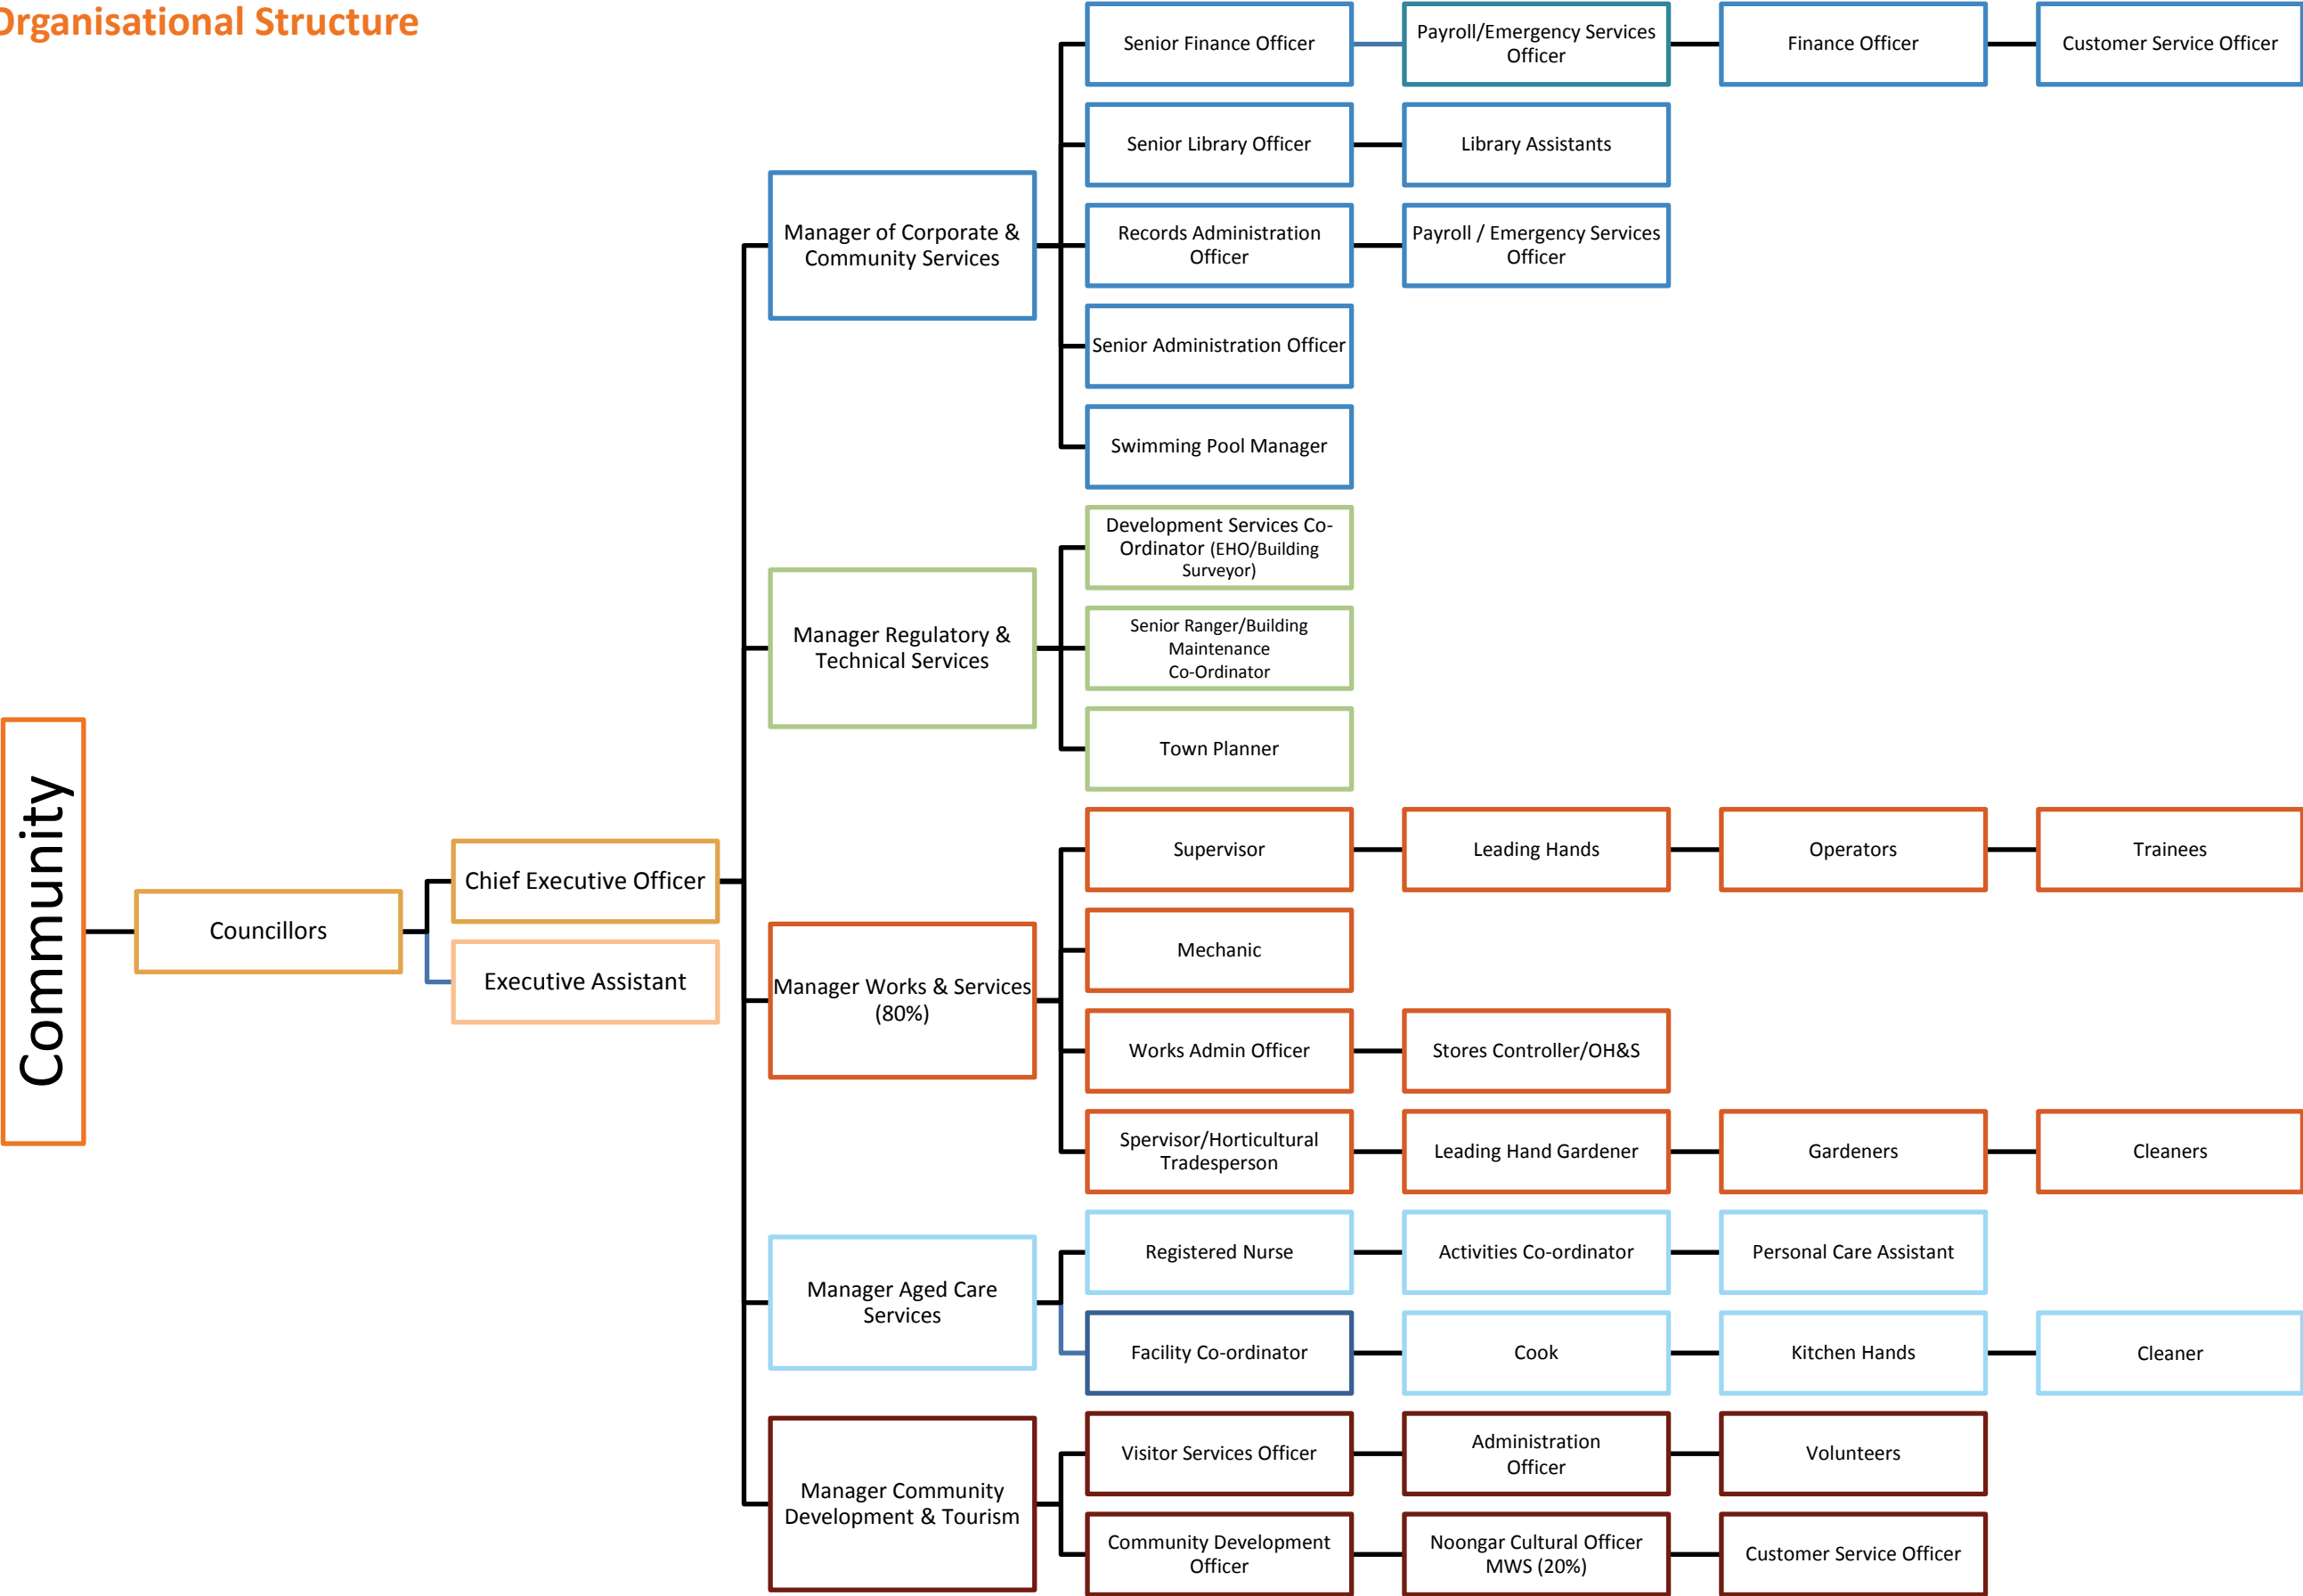 Organisational Structure
Community
Councillors
Chief Executive Officer
Executive Assistant
Manager of Corporate &
Community Services
Senior Finance Officer
Payroll/Emergency Services
Officer
Finance Officer
Customer Service Officer
Senior Library Officer
Library Assistants
Records Administration
Officer
Payroll / Emergency Services
Officer
Senior Administration Officer
Swimming Pool Manager
Manager Regulatory &
Technical Services
Development Services Co-
Ordinator (EHO/Building
Surveyor)
Senior Ranger/Building
Maintenance
Co-Ordinator
Town Planner
Manager Works & Services
(80%)
Supervisor
Leading Hands
Operators
Trainees
Mechanic
Works Admin Officer
Stores Controller/OH&S
Spervisor/Horticultural
Tradesperson
Leading Hand Gardener
Gardeners
Cleaners
Manager Aged Care
Services
Registered Nurse
Activities Co-ordinator
Personal Care Assistant
Facility Co-ordinator
Cook
Kitchen Hands
Cleaner
Manager Community
Development & Tourism
Visitor Services Officer
Administration
Officer
Volunteers
Community Development
Officer
Noongar Cultural Officer
MWS (20%)
Customer Service Officer